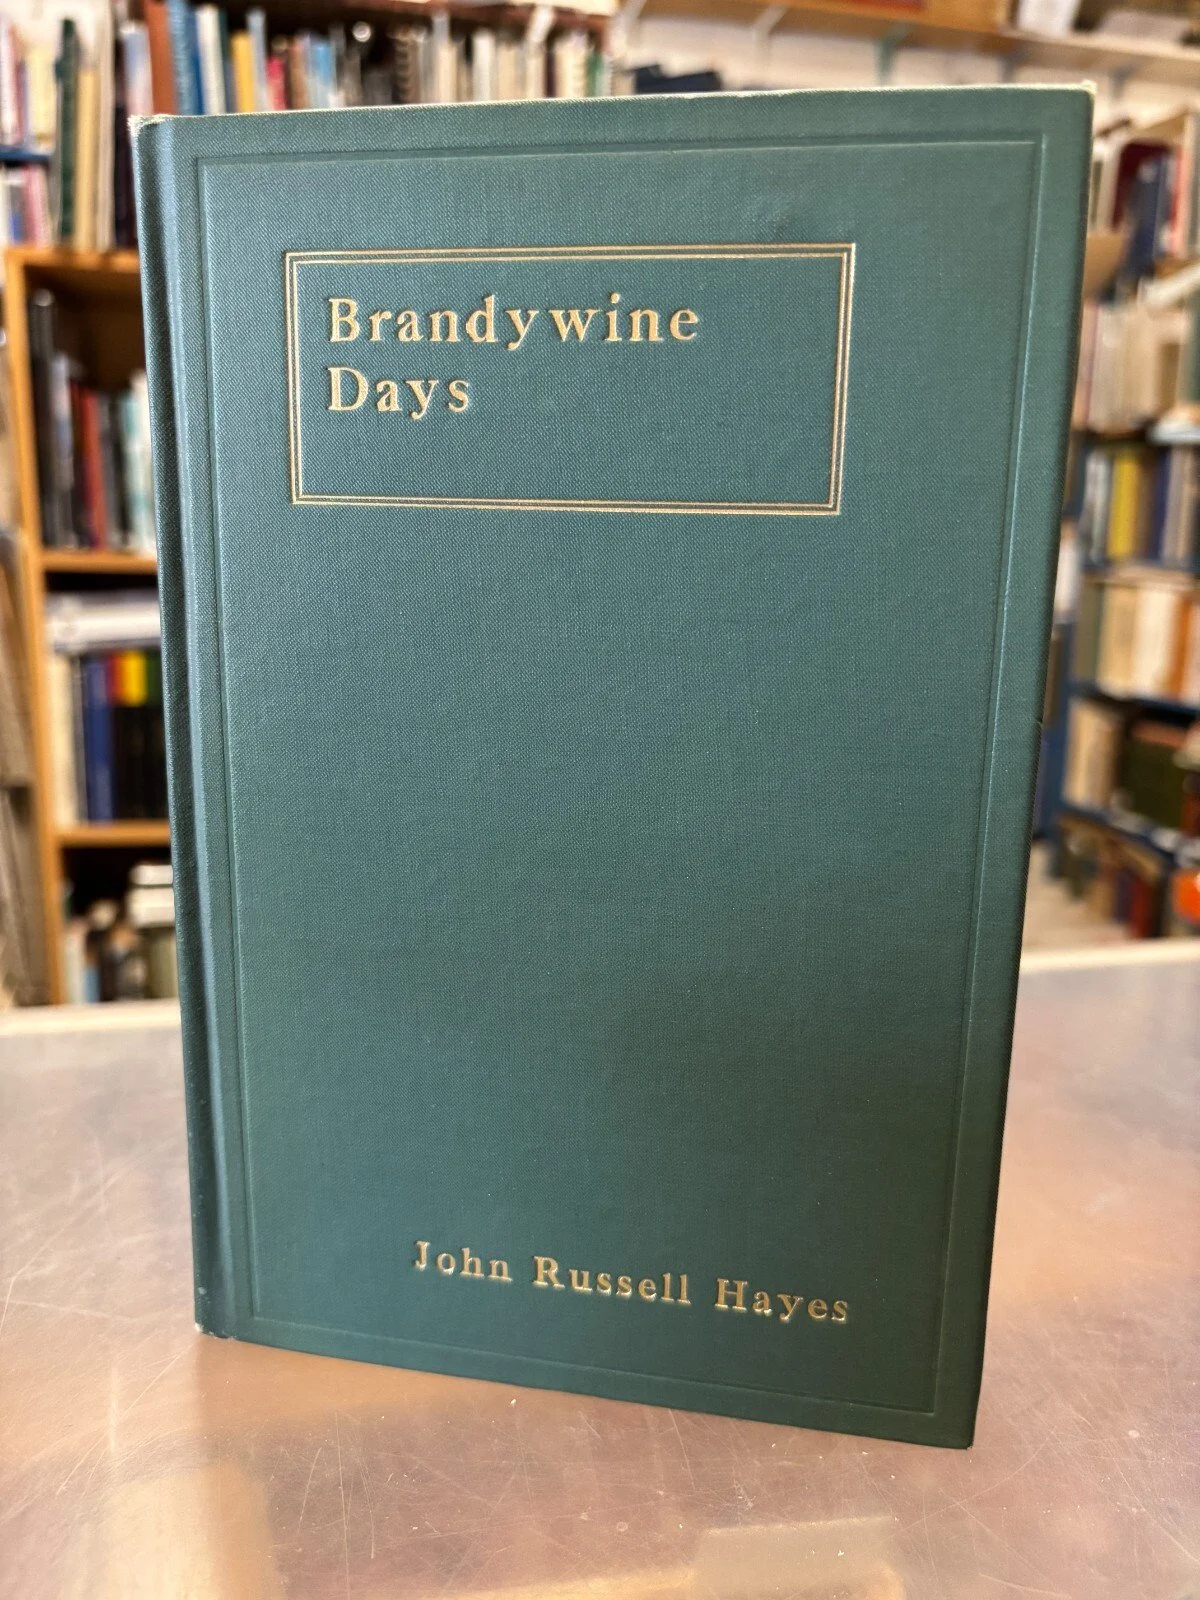 Brandywine
Days
John Russell Hayes